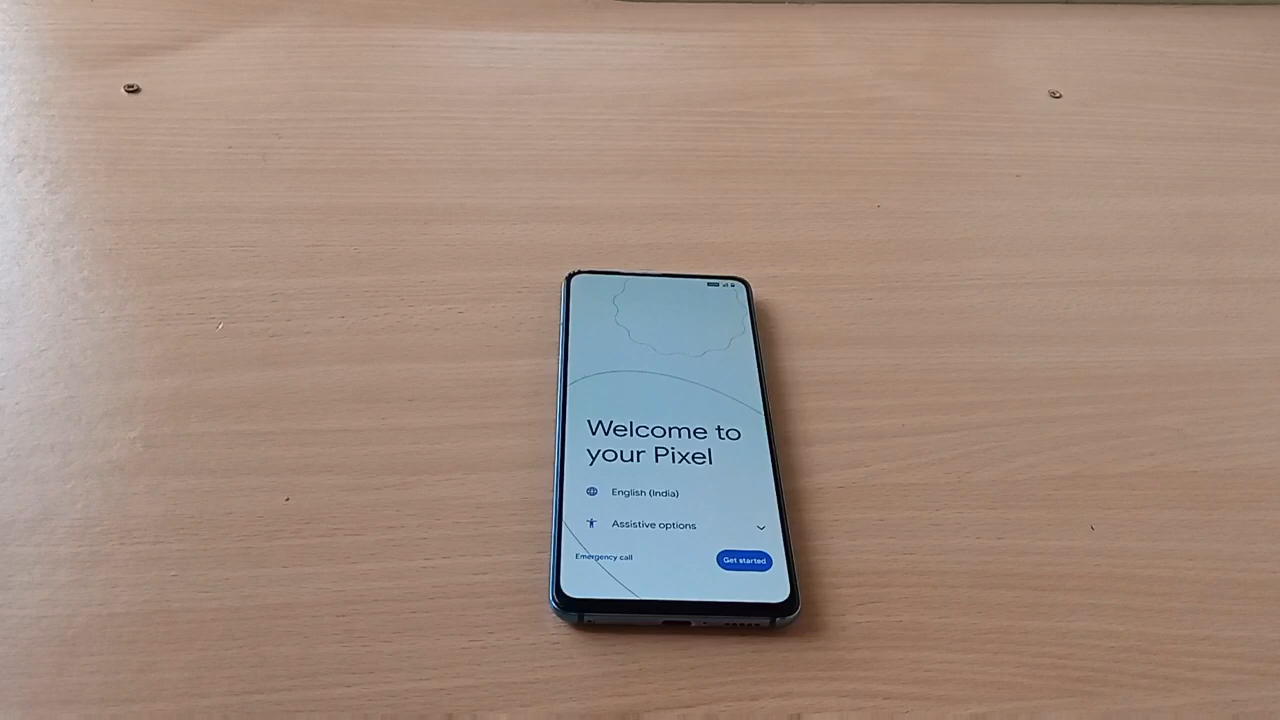 Welcome to
your Pixel
English (India)
Assistive options
Emergency call
Get started